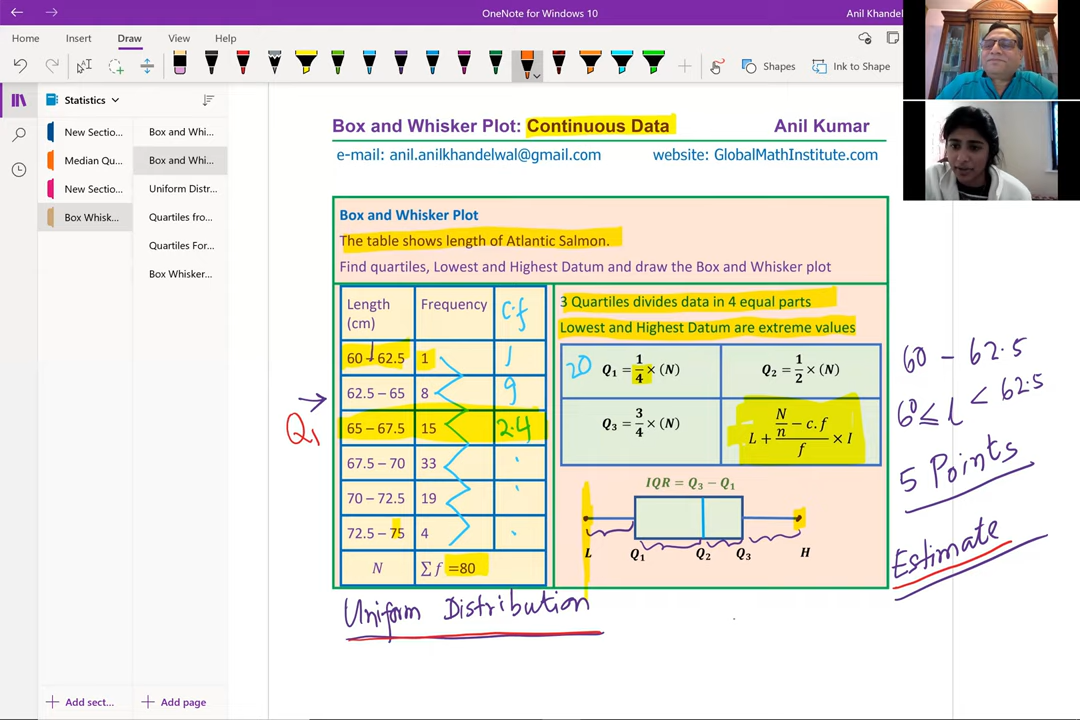 OneNote for Windows 10
Anil Khandel
Home Insert Draw View Help
Shapes
Ink to Shape
Statistics
New Sectio...
Median Qu...
New Sectio...
Box Whisk...
Box and Whi...
Box and Whi...
Uniform Distr...
Quartiles fro...
Quartiles For...
Box Whisker...
Add sect...
Add page
Box and Whisker Plot: Continuous Data
Anil Kumar
e-mail: anil.anilkhandelwal@gmail.com
website: GlobalMathInstitute.com
Box and Whisker Plot
The table shows length of Atlantic Salmon.
Find quartiles, Lowest and Highest Datum and draw the Box and Whisker plot
Length (cm) Frequency c.f
60 – 62.5 1 1
62.5 – 65 8 9
65 – 67.5 15 2.4
67.5 – 70 33 .
70 – 72.5 19 .
72.5 – 75 4 .
N ∑f =80
Q1
Uniform Distribution
3 Quartiles divides data in 4 equal parts
Lowest and Highest Datum are extreme values
20 Q₁ = 1/4 × (N)
Q₂ = 1/2 × (N)
Q₃ = 3/4 × (N)
L + (N/n − c.f)/f × I
IQR = Q₃ − Q₁
L Q₁ Q₂ Q₃ H
60 – 62.5
60 ≤ l < 62.5
5 Points
Estimate